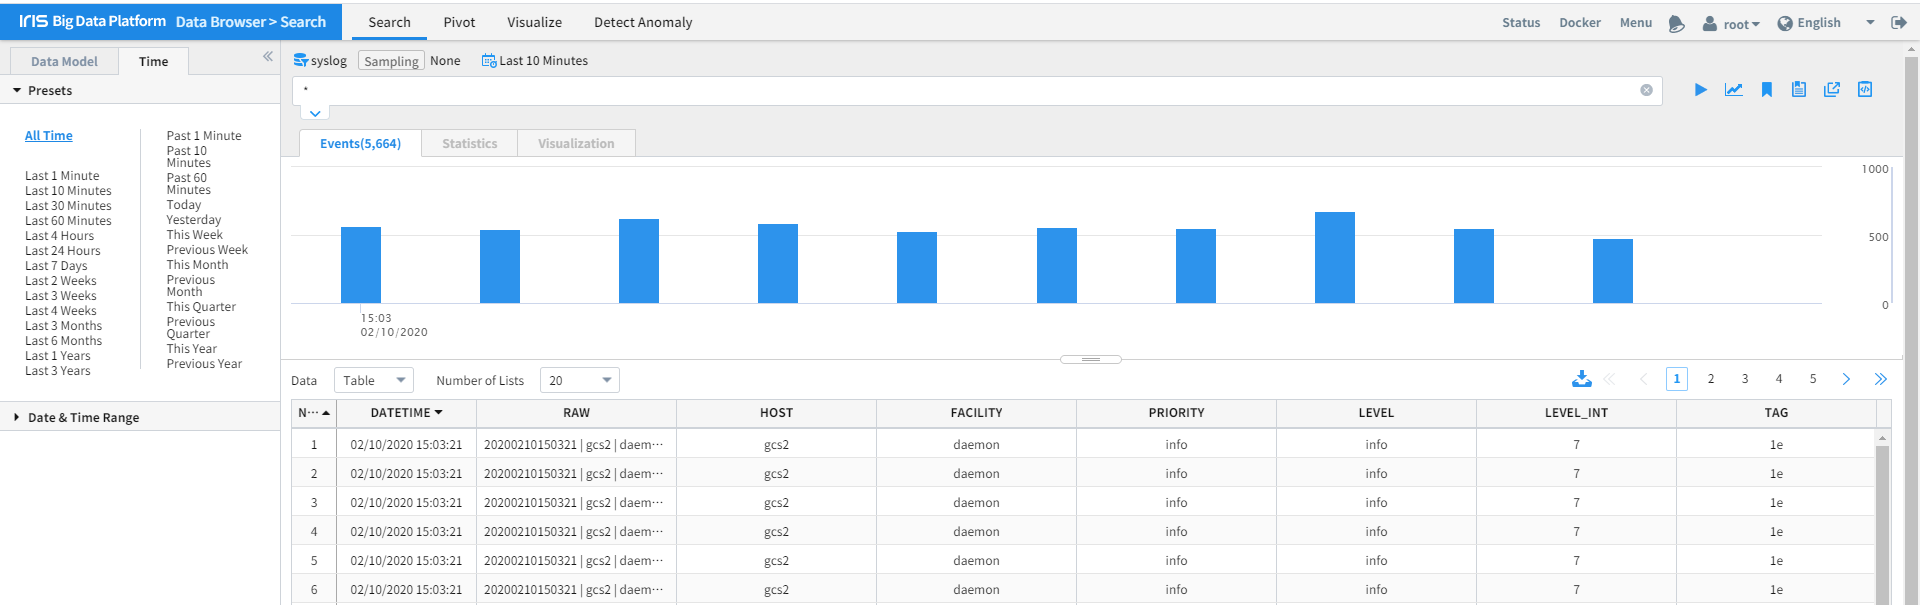 IRIS Big Data Platform Data Browser > Search Search Pivot Visualize Detect Anomaly Status Docker Menu root English
Data Model Time
Presets
All Time
Last 1 Minute
Last 10 Minutes
Last 30 Minutes
Last 60 Minutes
Last 4 Hours
Last 24 Hours
Last 7 Days
Last 2 Weeks
Last 3 Weeks
Last 4 Weeks
Last 3 Months
Last 6 Months
Last 1 Years
Last 3 Years
Past 1 Minute
Past 10
Minutes
Past 60
Minutes
Today
Yesterday
This Week
Previous Week
This Month
Previous
Month
This Quarter
Previous
Quarter
This Year
Previous Year
Date & Time Range
syslog Sampling None Last 10 Minutes
*
Events(5,664) Statistics Visualization
1000
500
0
15:03
02/10/2020
Data Table Number of Lists 20 1 2 3 4 5
N··· DATETIME RAW HOST FACILITY PRIORITY LEVEL LEVEL_INT TAG
1 02/10/2020 15:03:21 20200210150321 | gcs2 | daem··· gcs2 daemon info info 7 1e
2 02/10/2020 15:03:21 20200210150321 | gcs2 | daem··· gcs2 daemon info info 7 1e
3 02/10/2020 15:03:21 20200210150321 | gcs2 | daem··· gcs2 daemon info info 7 1e
4 02/10/2020 15:03:21 20200210150321 | gcs2 | daem··· gcs2 daemon info info 7 1e
5 02/10/2020 15:03:21 20200210150321 | gcs2 | daem··· gcs2 daemon info info 7 1e
6 02/10/2020 15:03:21 20200210150321 | gcs2 | daem··· gcs2 daemon info info 7 1e